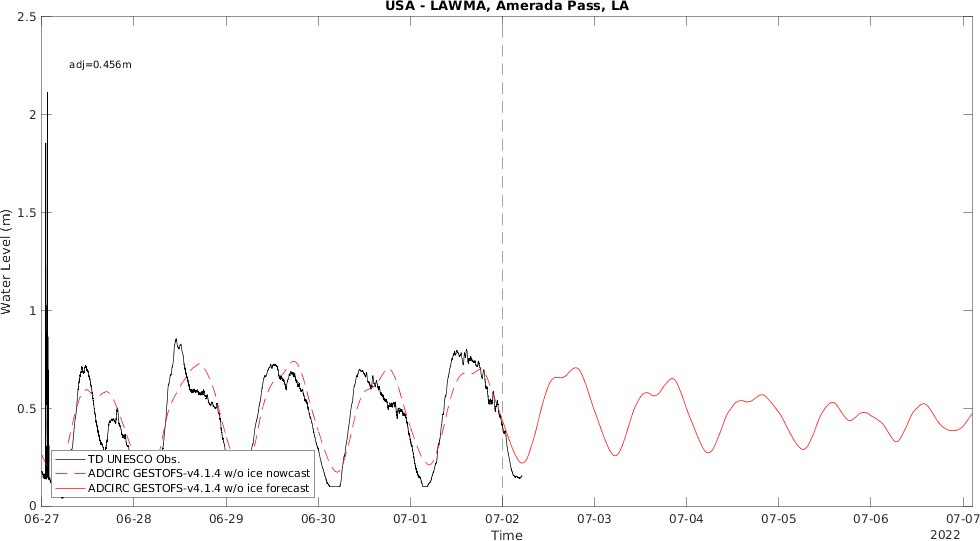 USA - LAWMA, Amerada Pass, LA
adj=0.456m
Water Level (m)
2.5
2
1.5
1
0.5
0
TD UNESCO Obs.
ADCIRC GESTOFS-v4.1.4 w/o ice nowcast
ADCIRC GESTOFS-v4.1.4 w/o ice forecast
06-27 06-28 06-29 06-30 07-01 07-02 07-03 07-04 07-05 07-06 07-07
Time
2022